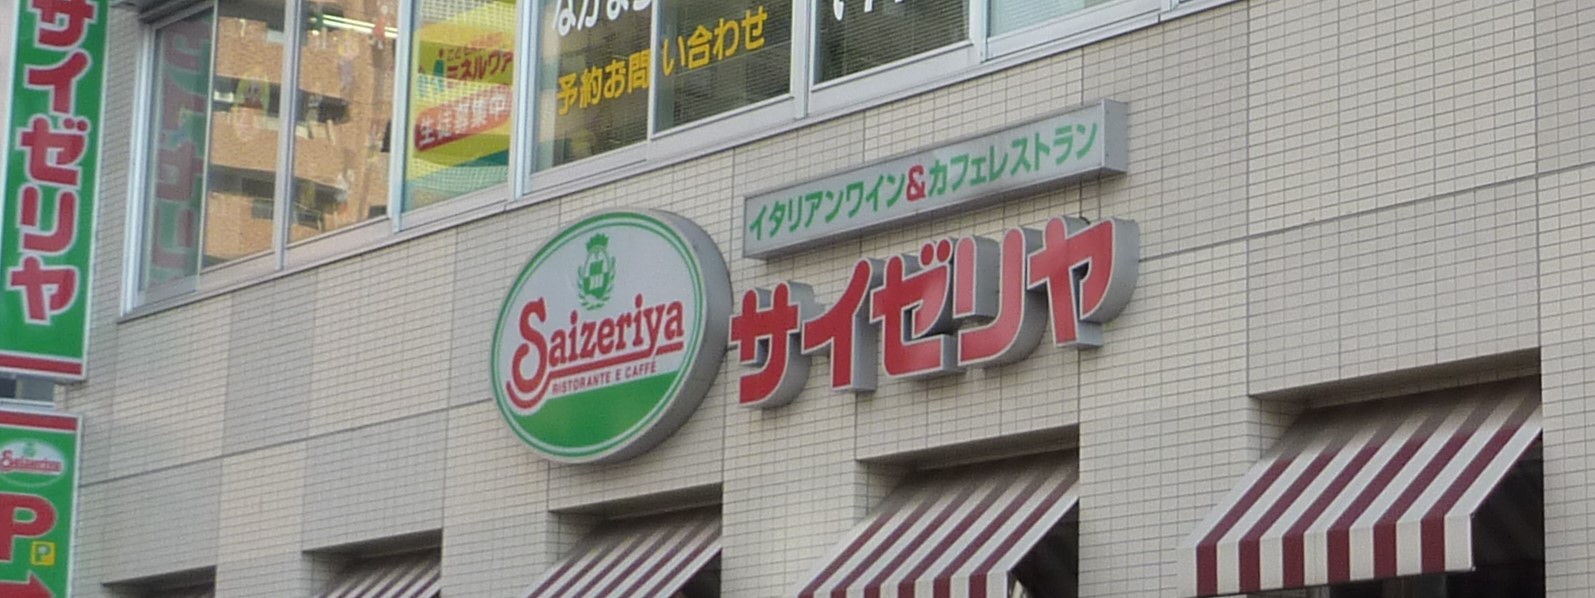 サイゼリヤ
予約お問い合わせ
生徒募集中
イタリアンワイン&カフェレストラン
サイゼリヤ
Saizeriya
RISTORANTE E CAFFÉ
Saizeriya
P
P